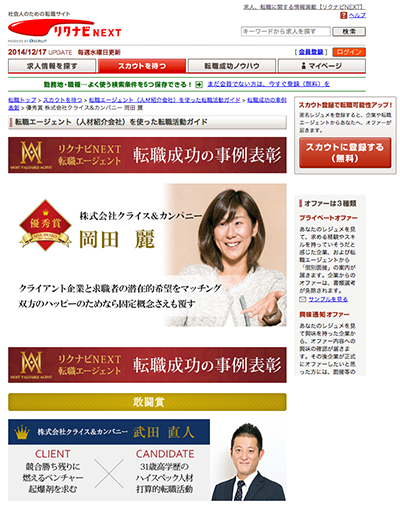 社会人のための転職サイト
求人、転職に関する情報満載【リクナビNEXT】
リクナビNEXT
POWERED BY RECRUIT
ヘルプ
キーワードから求人を探す
検索
2014/12/17 UPDATE 毎週水曜日更新
[ 会員登録 ] ログイン
求人情報を探す
スカウトを待つ
転職成功ノウハウ
マイページ
勤務地・職種…よく使う検索条件を5つ保存できる！
まだ会員でない方は、今すぐ登録（無料）を
転職トップ > スカウトを待つ > 転職エージェント（人材紹介会社）を使った転職活動ガイド > 転職成功の事例
表彰 > 優秀賞 株式会社クライス&カンパニー 岡田 麗
転職エージェント（人材紹介会社）を使った転職活動ガイド
MOST VALUABLE AGENT
リクナビNEXT
転職エージェント
転職成功の事例表彰
優秀賞
株式会社クライス&カンパニー
岡田 麗
クライアント企業と求職者の潜在的希望をマッチング
双方のハッピーのためなら固定概念さえも覆す
MOST VALUABLE AGENT
リクナビNEXT
転職エージェント
転職成功の事例表彰
敢闘賞
株式会社クライス&カンパニー 武田 直人
CLIENT
競合勝ち残りに
燃えるベンチャー
起爆剤を求む
CANDIDATE
31歳高学歴の
ハイスペック人材
打算的転職活動
スカウト登録で転職可能性アップ！
匿名レジュメを登録すると、企業や転職
エージェントからあなたへ、オファーが
届きます。
スカウトに登録する
（無料）
オファーは3種類
プライベートオファー
あなたのレジュメを見
て、求める経験やスキ
ルを持っていそうだと
感じた企業、および転
職エージェントから
「個別面接」の案内が
届きます。企業から
のオファーは、書類選考
が免除されます。
サンプルを見る
興味通知オファー
あなたのレジュメを見
て興味を持った企業か
ら、オファー内容への
興味の確認が届きま
す。その後企業が正式
にオファーしたいと思
った方には、面接等の